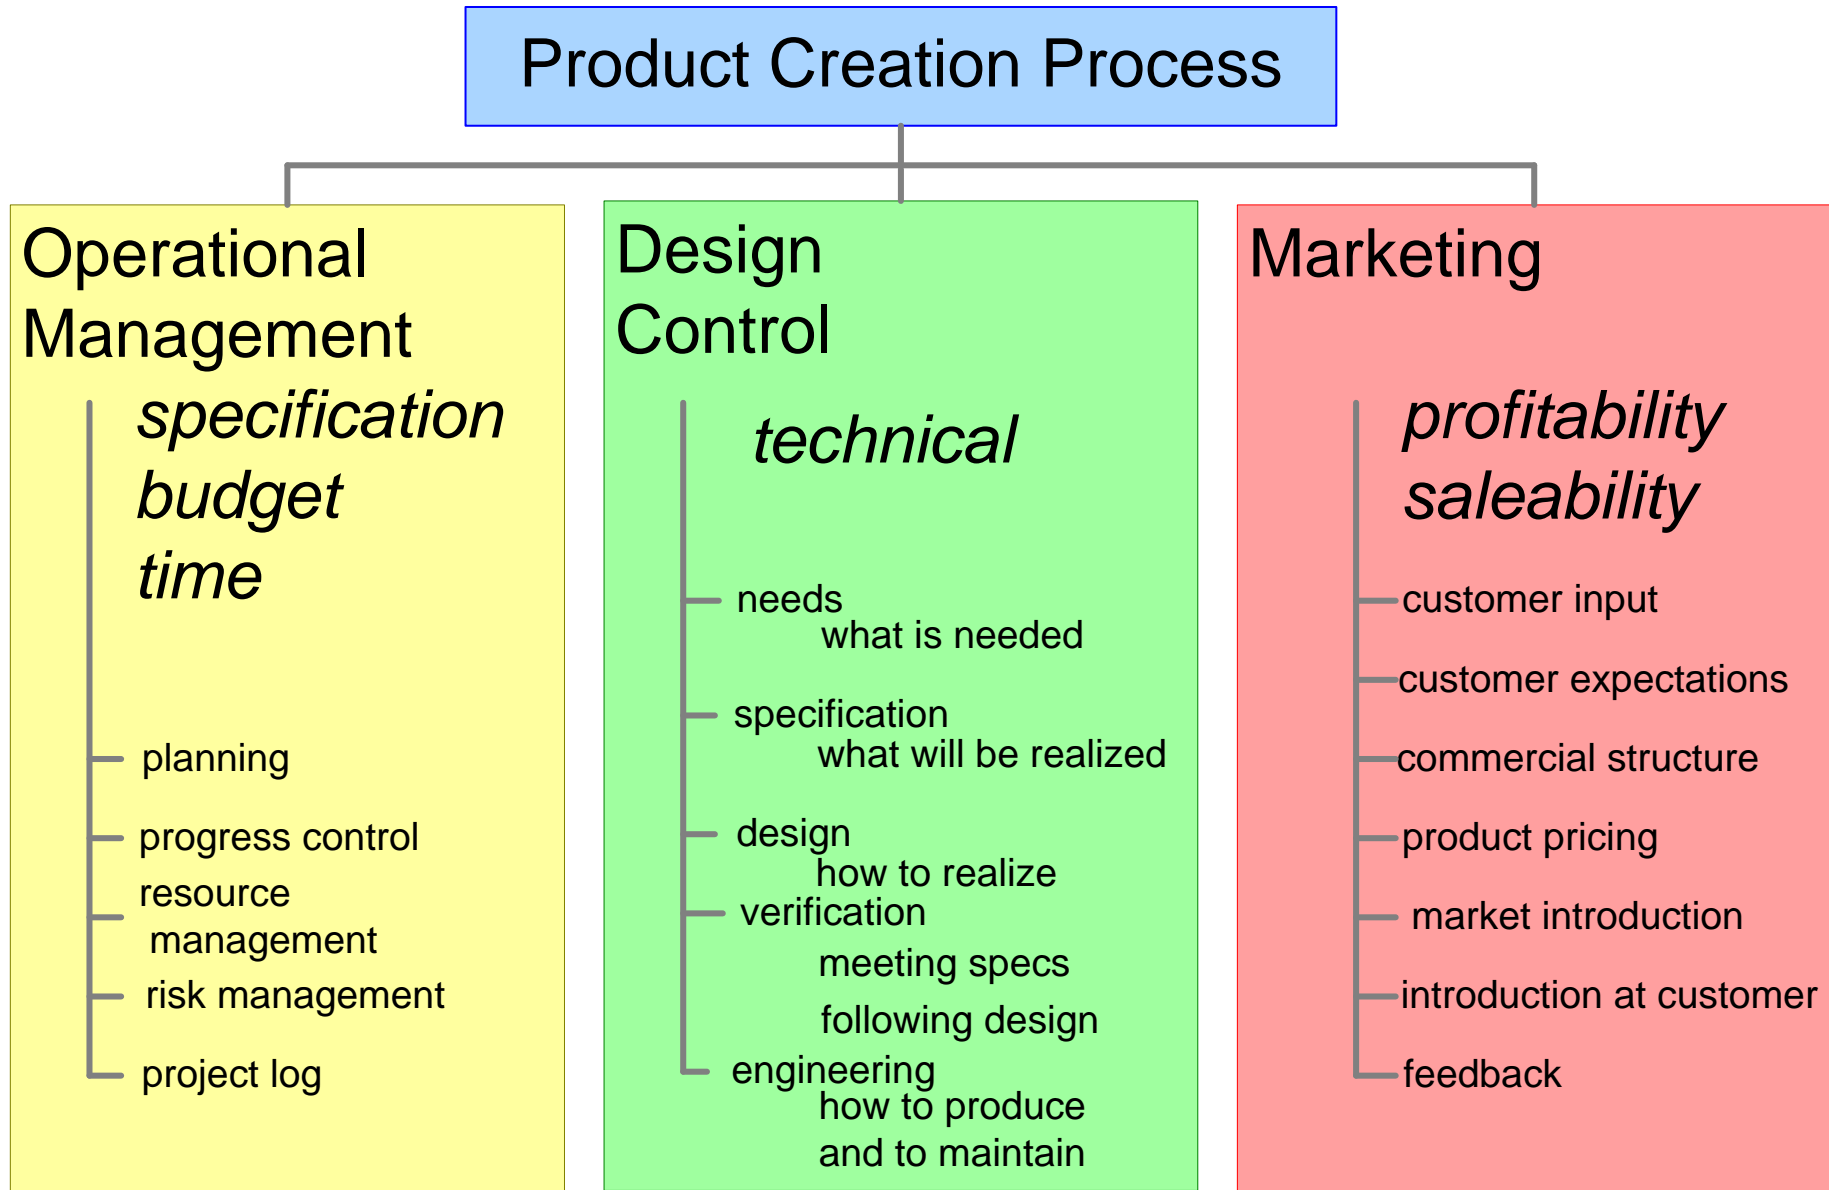 Product Creation Process
Operational
Management
specification
budget
time
planning
progress control
resource
management
risk management
project log
Design
Control
technical
needs
what is needed
specification
what will be realized
design
how to realize
verification
meeting specs
following design
engineering
how to produce
and to maintain
Marketing
profitability
saleability
customer input
customer expectations
commercial structure
product pricing
market introduction
introduction at customer
feedback